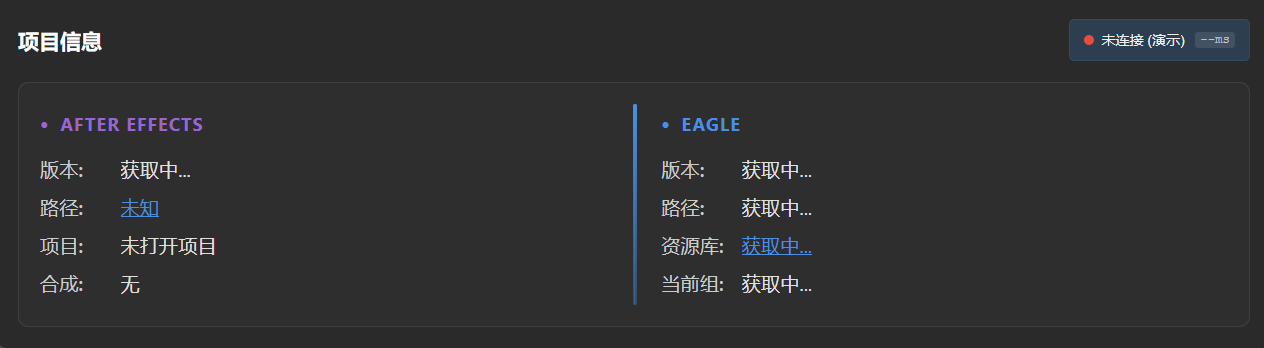 项目信息
未连接 (演示) --ms
• AFTER EFFECTS
版本: 获取中...
路径: 未知
项目: 未打开项目
合成: 无
• EAGLE
版本: 获取中...
路径: 获取中...
资源库: 获取中...
当前组: 获取中...